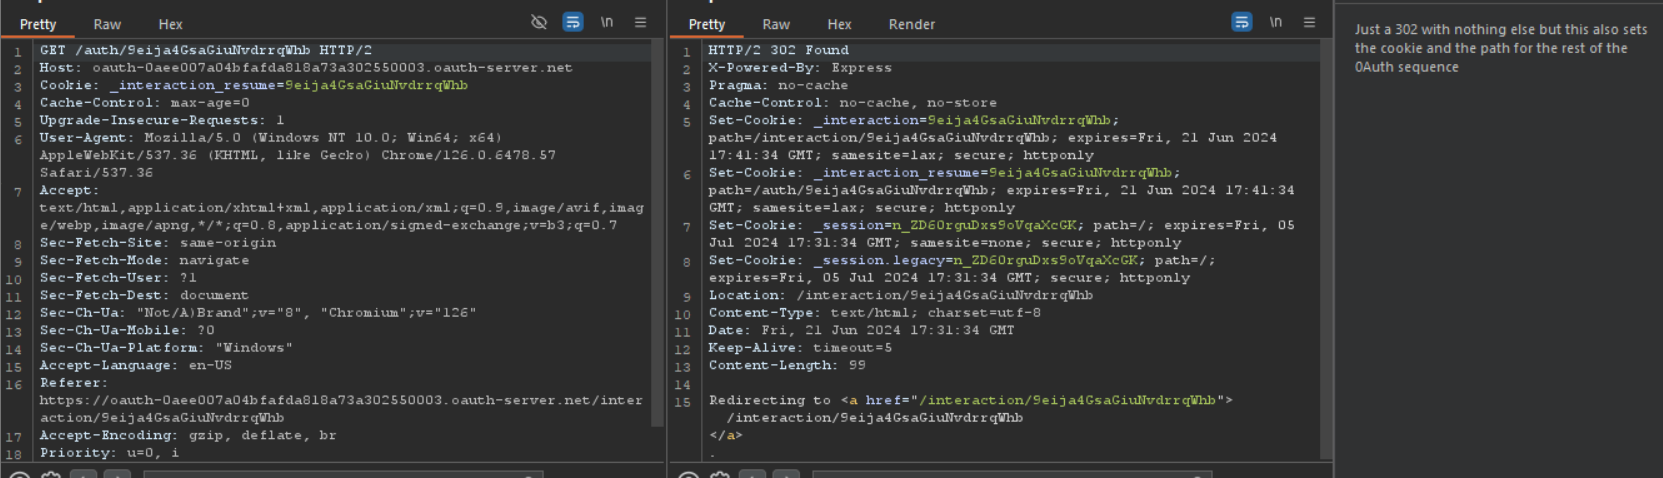 Pretty Raw Hex \n
1 GET /auth/9eija4GsaGiuNvdrrqWhb HTTP/2
2 Host: oauth-0aee007a04bfafda818a73a302550003.oauth-server.net
3 Cookie: _interaction_resume=9eija4GsaGiuNvdrrqWhb
4 Cache-Control: max-age=0
5 Upgrade-Insecure-Requests: 1
6 User-Agent: Mozilla/5.0 (Windows NT 10.0; Win64; x64)
AppleWebKit/537.36 (KHTML, like Gecko) Chrome/126.0.6478.57
Safari/537.36
7 Accept:
text/html,application/xhtml+xml,application/xml;q=0.9,image/avif,imag
e/webp,image/apng,*/*;q=0.8,application/signed-exchange;v=b3;q=0.7
8 Sec-Fetch-Site: same-origin
9 Sec-Fetch-Mode: navigate
10 Sec-Fetch-User: ?1
11 Sec-Fetch-Dest: document
12 Sec-Ch-Ua: "Not/A)Brand";v="8", "Chromium";v="126"
13 Sec-Ch-Ua-Mobile: ?0
14 Sec-Ch-Ua-Platform: "Windows"
15 Accept-Language: en-US
16 Referer:
https://oauth-0aee007a04bfafda818a73a302550003.oauth-server.net/inter
action/9eija4GsaGiuNvdrrqWhb
17 Accept-Encoding: gzip, deflate, br
18 Priority: u=0, i
Pretty Raw Hex Render \n
1 HTTP/2 302 Found
2 X-Powered-By: Express
3 Pragma: no-cache
4 Cache-Control: no-cache, no-store
5 Set-Cookie: _interaction=9eija4GsaGiuNvdrrqWhb;
path=/interaction/9eija4GsaGiuNvdrrqWhb; expires=Fri, 21 Jun 2024
17:41:34 GMT; samesite=lax; secure; httponly
6 Set-Cookie: _interaction_resume=9eija4GsaGiuNvdrrqWhb;
path=/auth/9eija4GsaGiuNvdrrqWhb; expires=Fri, 21 Jun 2024 17:41:34
GMT; samesite=lax; secure; httponly
7 Set-Cookie: _session=n_ZD6OrguDxs9oVqaXcGK; path=/; expires=Fri, 05
Jul 2024 17:31:34 GMT; samesite=none; secure; httponly
8 Set-Cookie: _session.legacy=n_ZD6OrguDxs9oVqaXcGK; path=/;
expires=Fri, 05 Jul 2024 17:31:34 GMT; secure; httponly
9 Location: /interaction/9eija4GsaGiuNvdrrqWhb
10 Content-Type: text/html; charset=utf-8
11 Date: Fri, 21 Jun 2024 17:31:34 GMT
12 Keep-Alive: timeout=5
13 Content-Length: 99
14
15 Redirecting to <a href="/interaction/9eija4GsaGiuNvdrrqWhb">
/interaction/9eija4GsaGiuNvdrrqWhb
</a>
.
Just a 302 with nothing else but this also sets
the cookie and the path for the rest of the
0Auth sequence